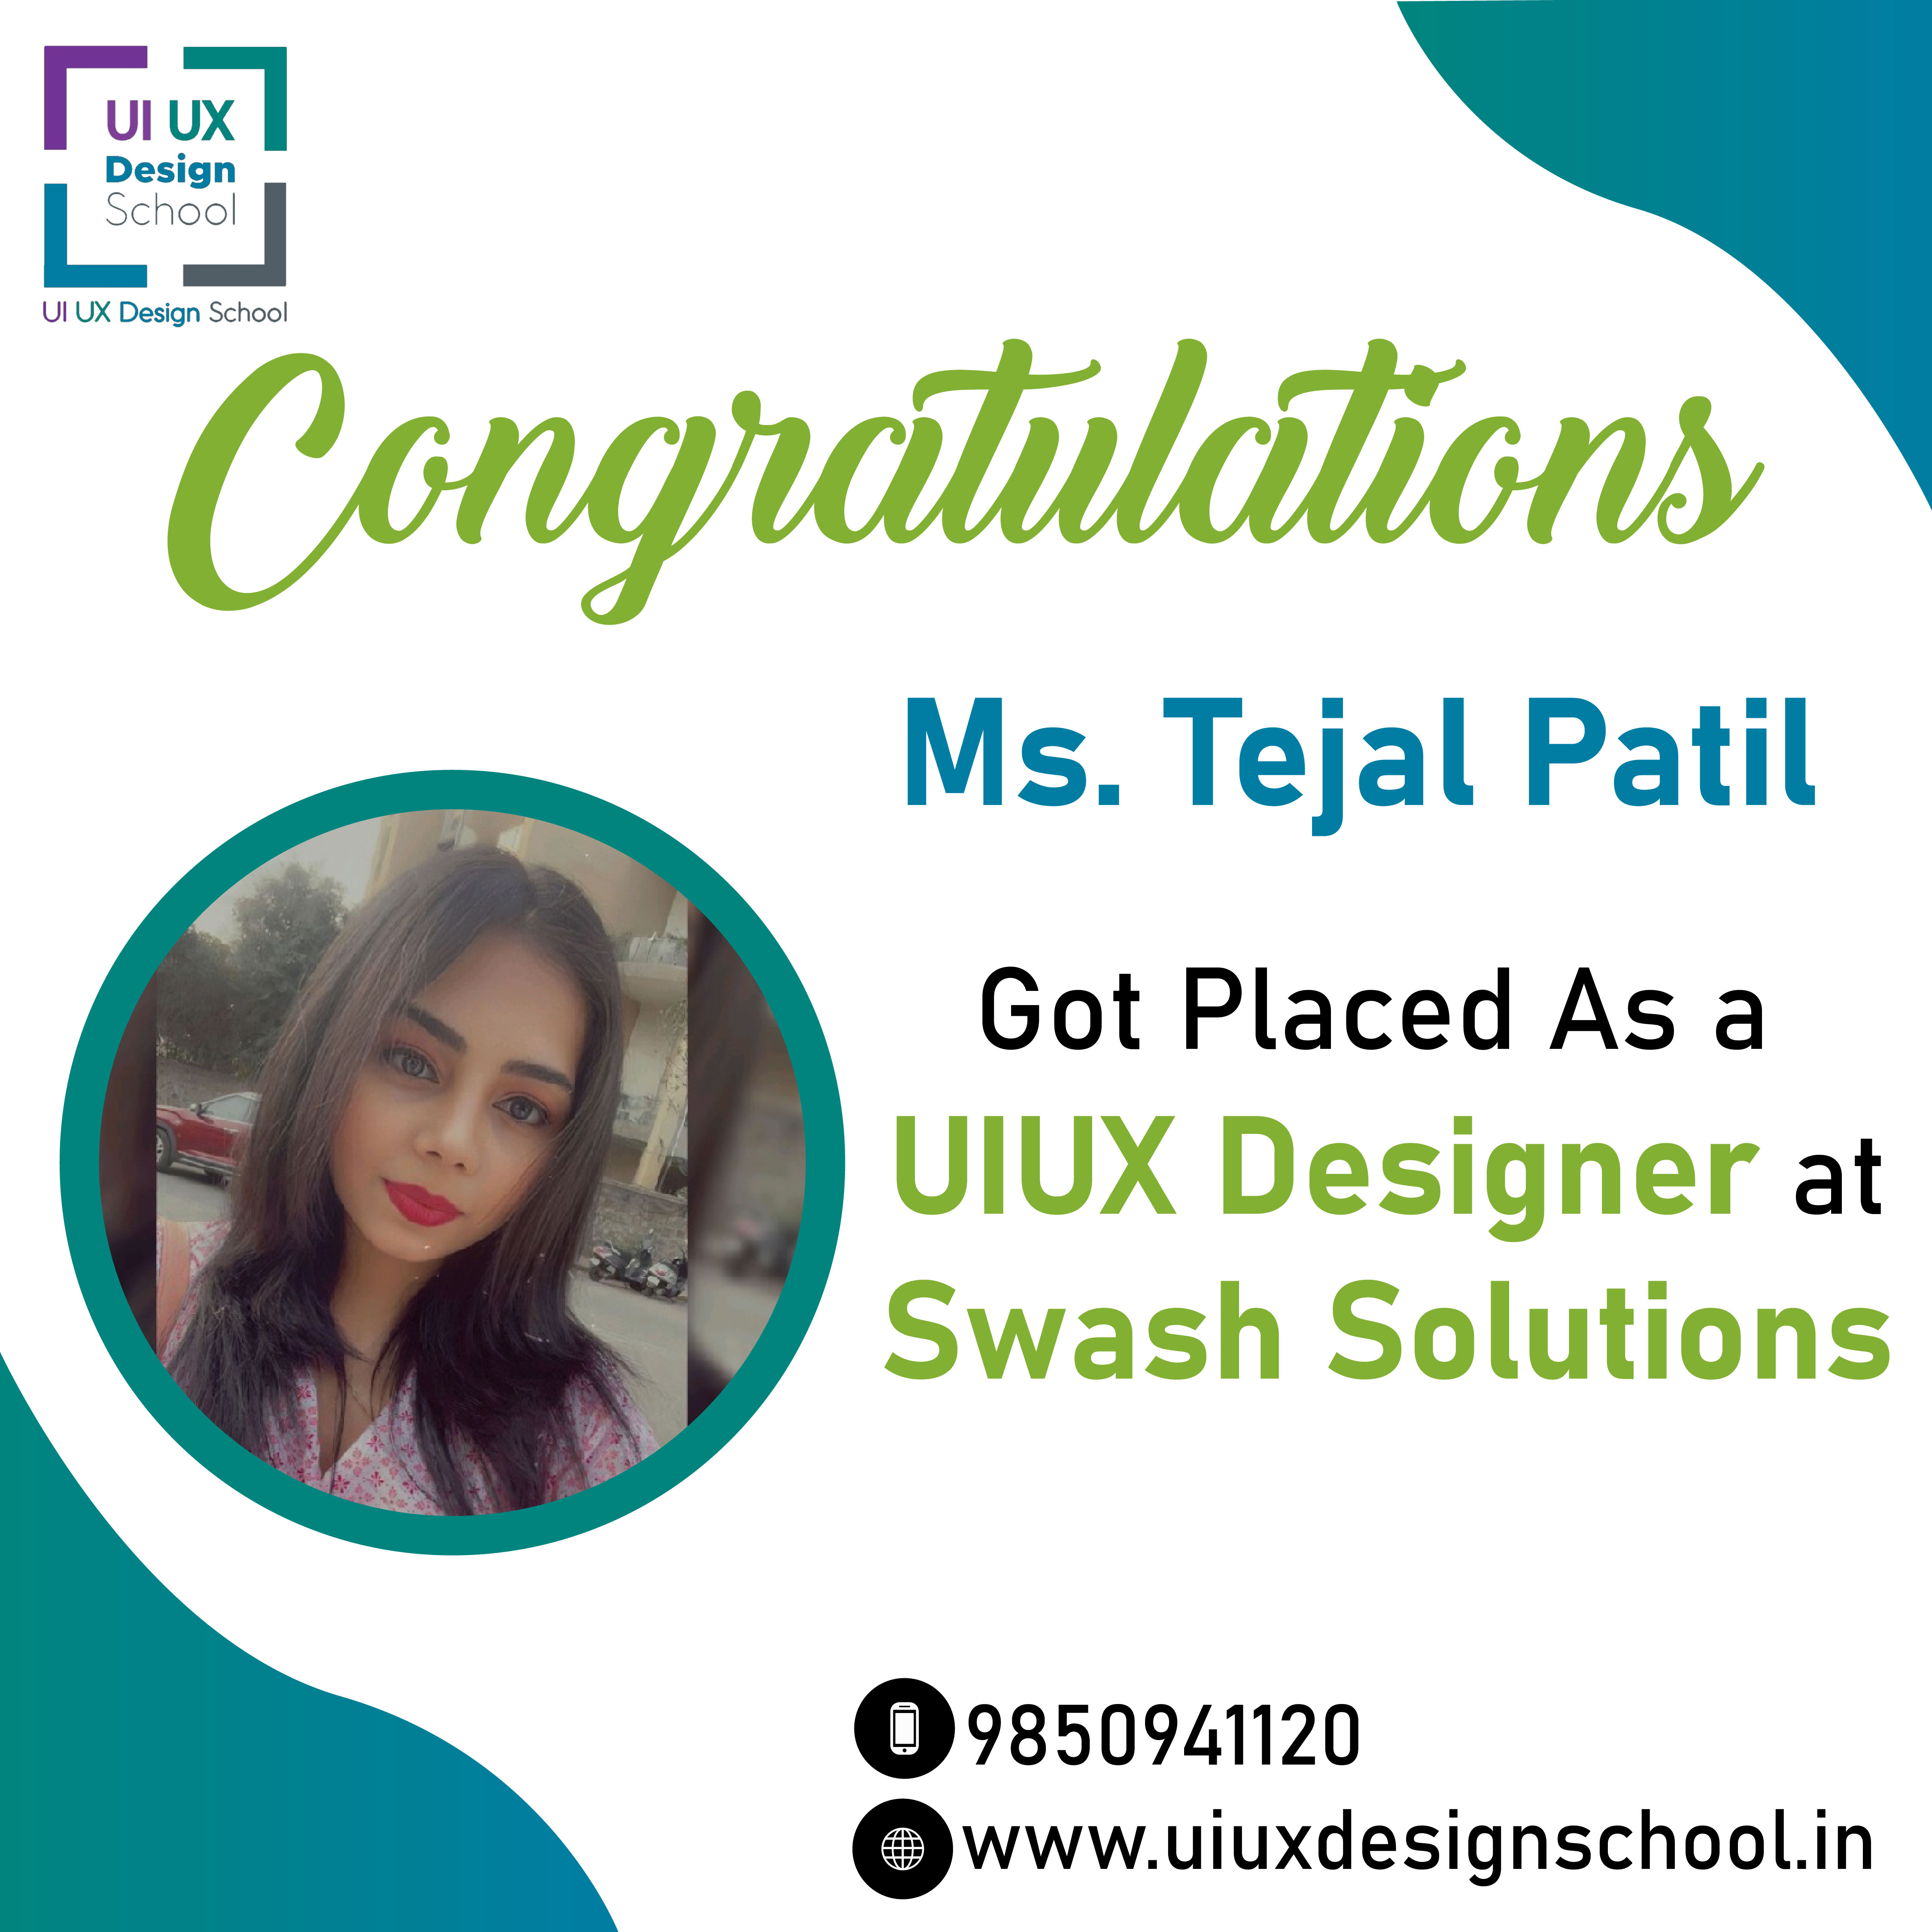 UI UX
Design
School
UI UX Design School
Congratulations
Ms. Tejal Patil
Got Placed As a
UIUX Designer at
Swash Solutions
9850941120
www.uiuxdesignschool.in